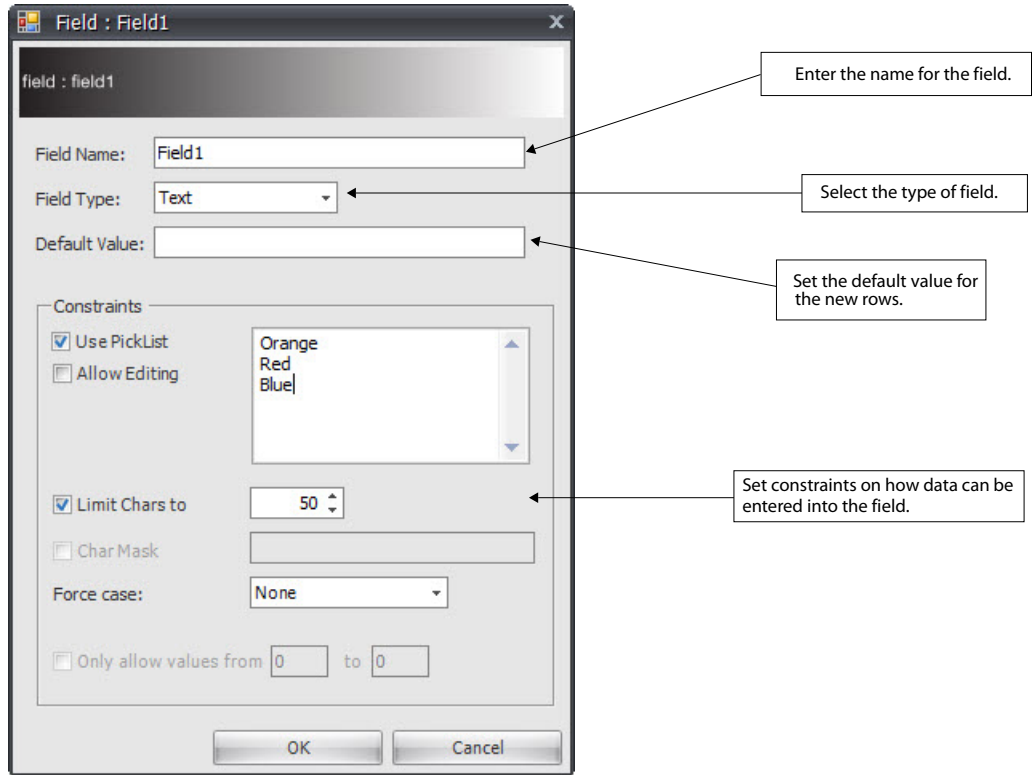 Field : Field1
field : field1
Enter the name for the field.
Field Name: Field1
Field Type: Text
Select the type of field.
Default Value:
Set the default value for
the new rows.
Constraints
Use PickList
Allow Editing
Orange
Red
Blue
Limit Chars to 50
Set constraints on how data can be
entered into the field.
Char Mask
Force case: None
Only allow values from 0 to 0
OK Cancel